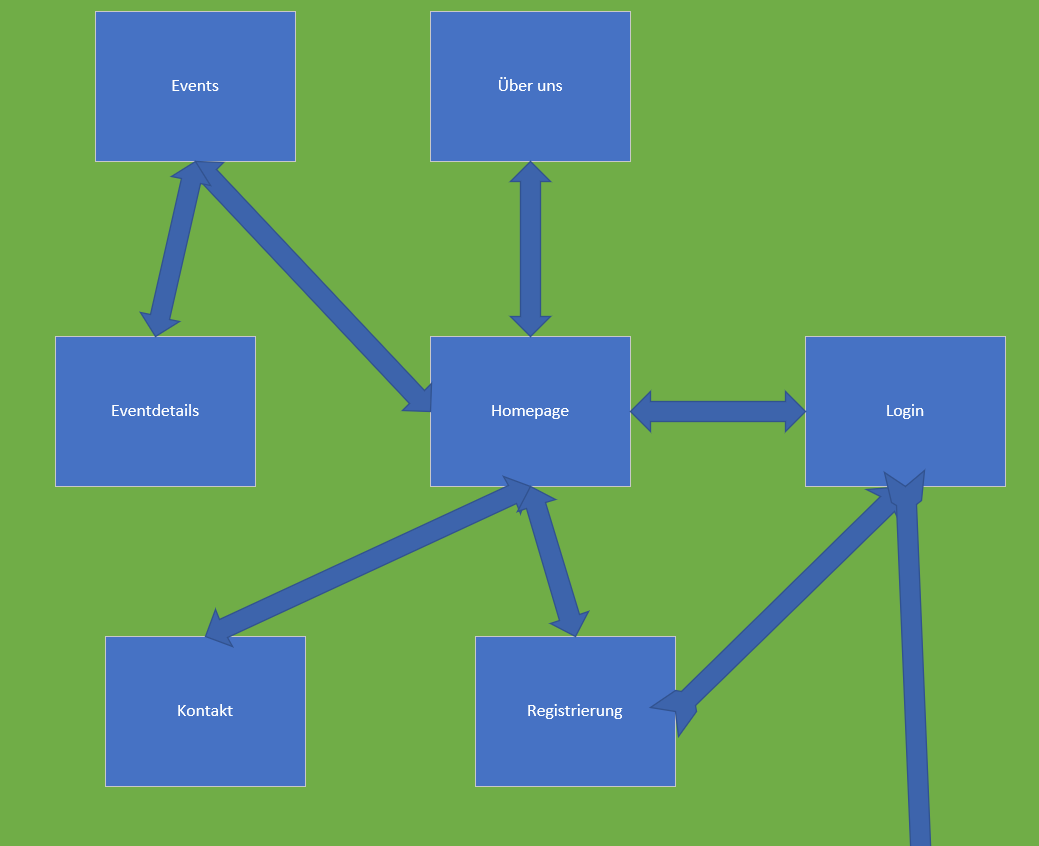 Events
Über uns
Eventdetails
Homepage
Login
Kontakt
Registrierung